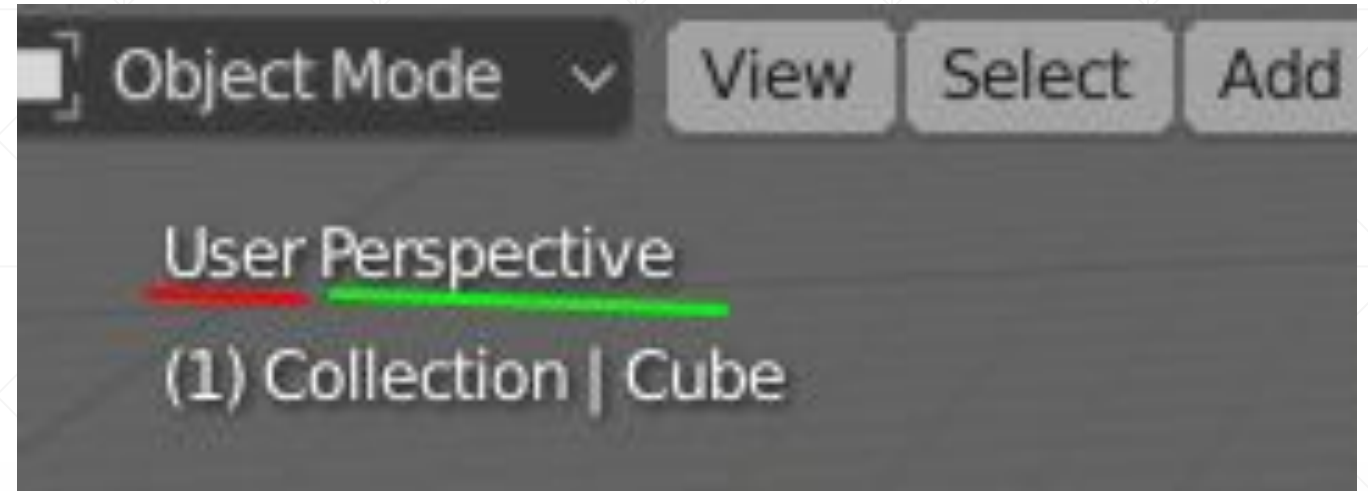 Object Mode View Select Add
User Perspective
(1) Collection | Cube